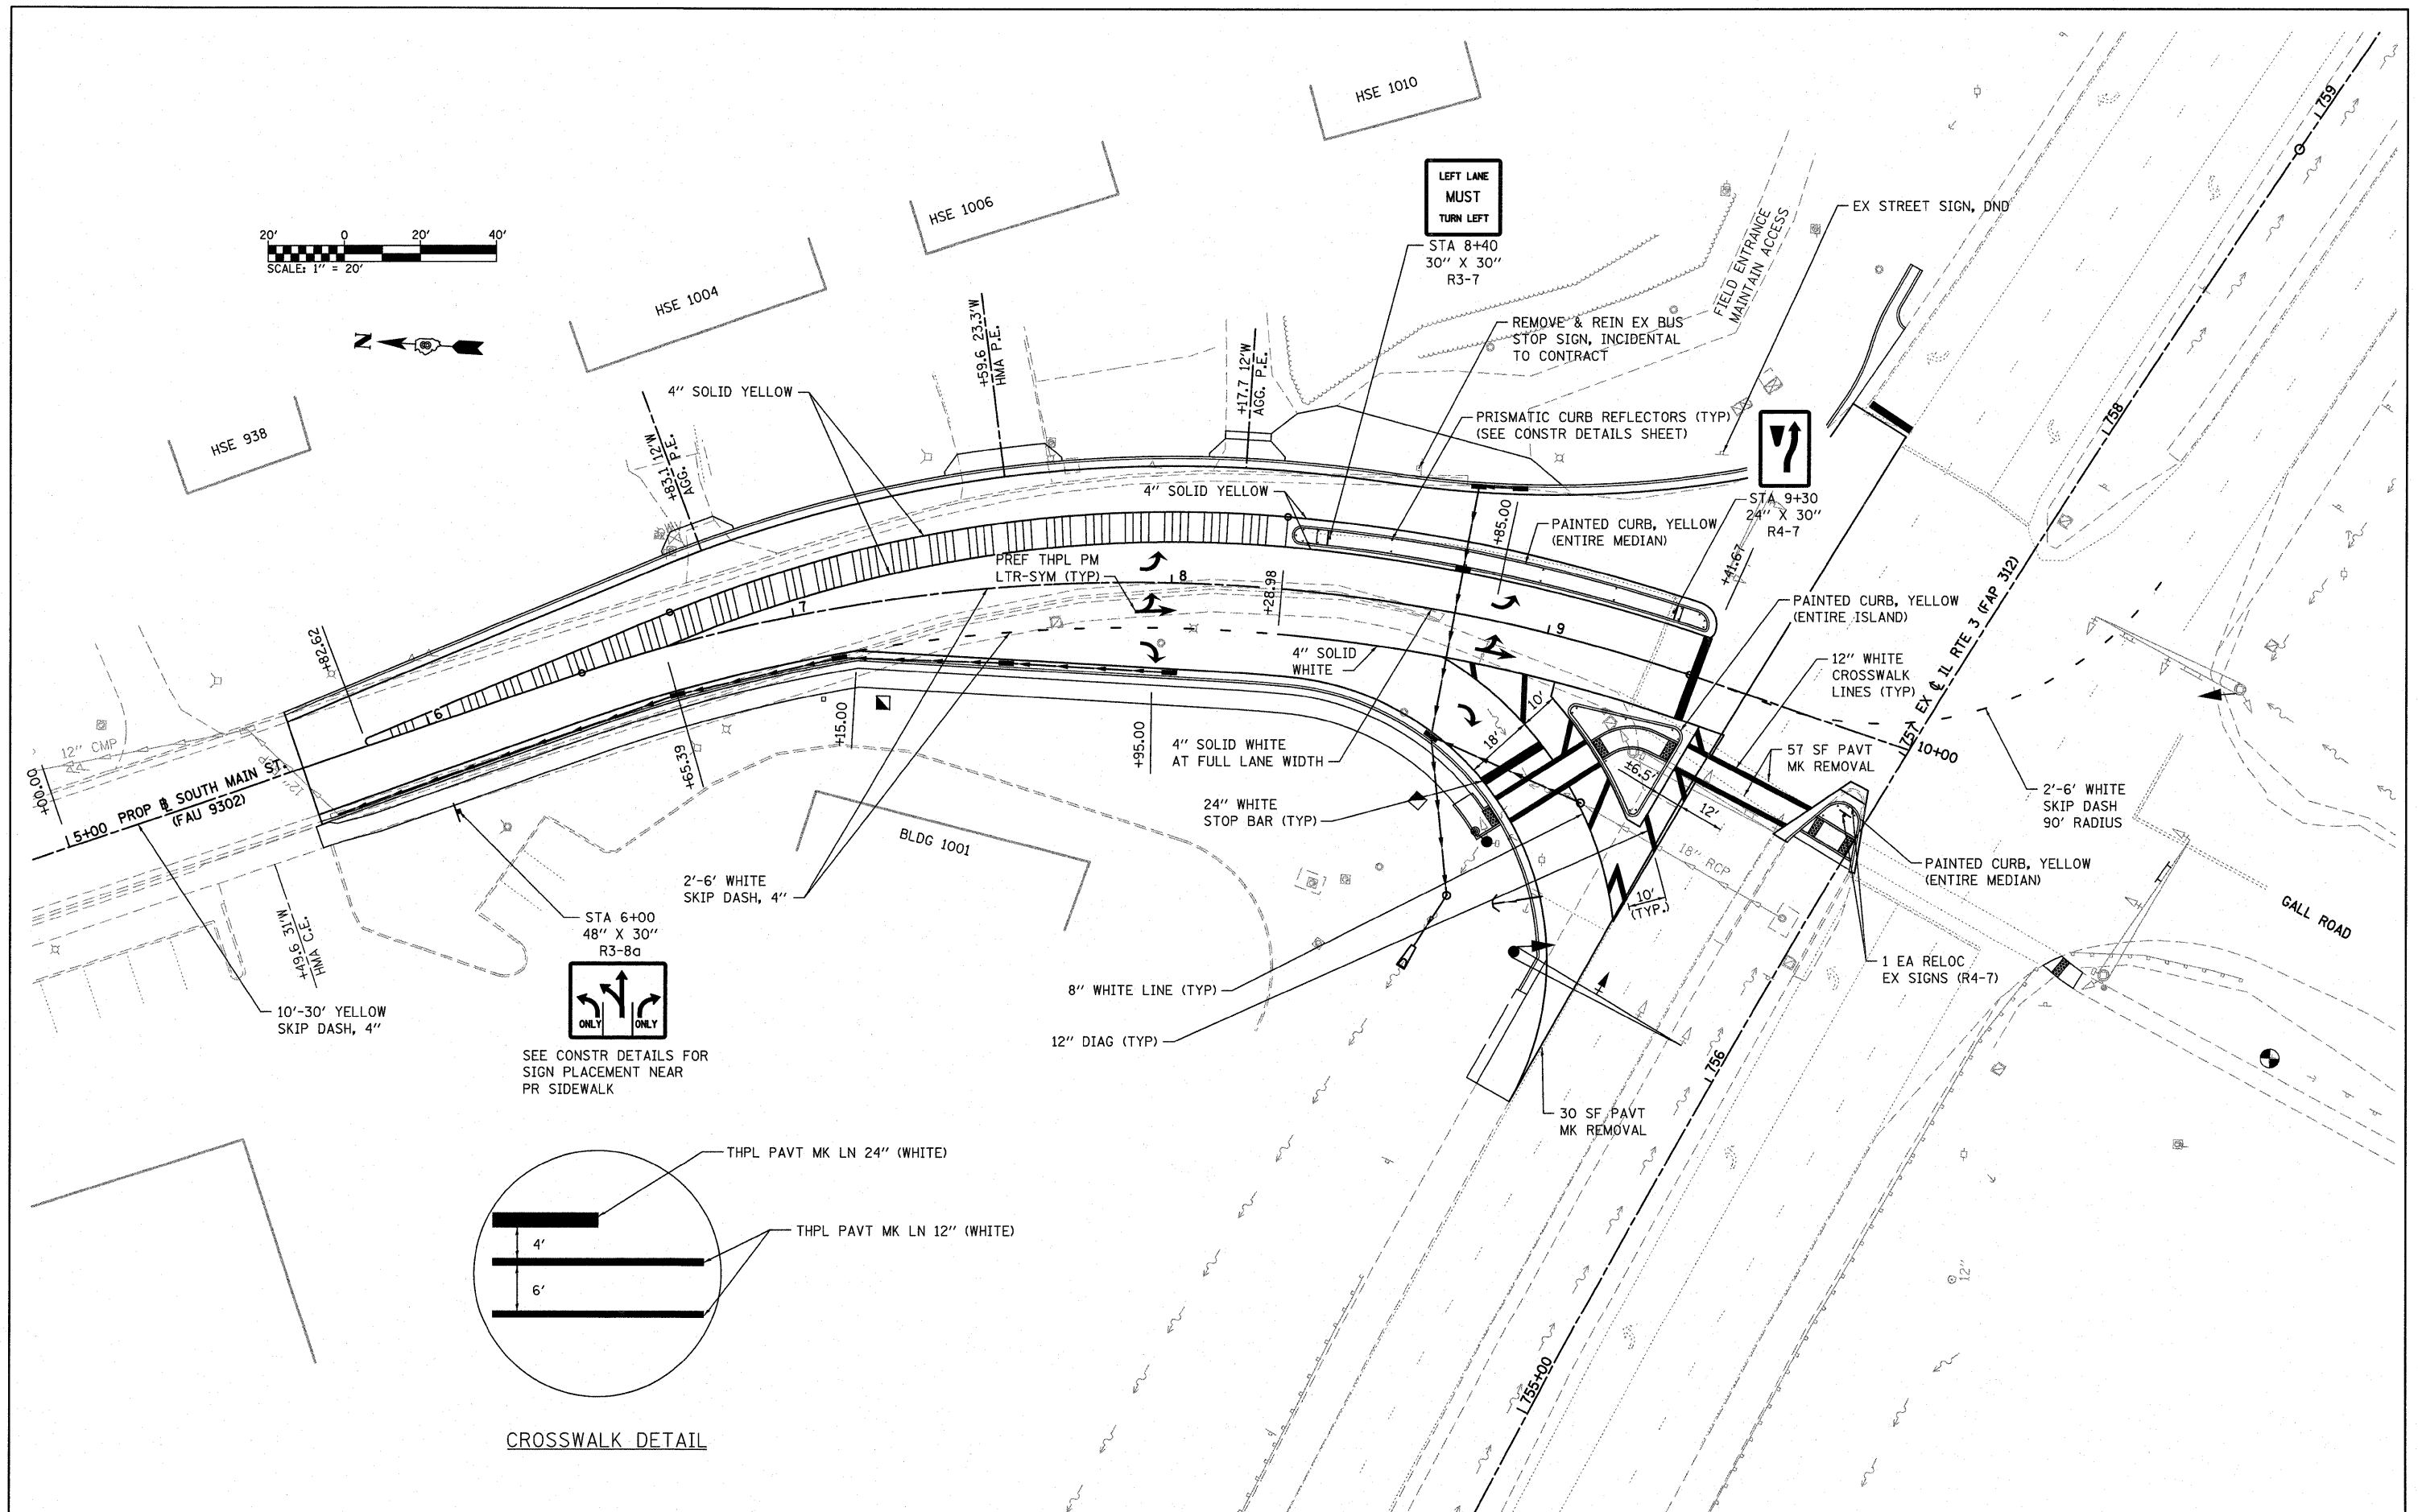 HSE 1010
HSE 1006
HSE 1004
HSE 938
20' 0 20' 40'
SCALE: 1" = 20'
N
LEFT LANE
MUST
TURN LEFT
STA 8+40
30" X 30"
R3-7
EX STREET SIGN, DND
FIELD ENTRANCE
MAINTAIN ACCESS
REMOVE & REIN EX BUS
STOP SIGN, INCIDENTAL
TO CONTRACT
PRISMATIC CURB REFLECTORS (TYP)
(SEE CONSTR DETAILS SHEET)
STA 9+30
24" X 30"
R4-7
759
758
+59.6 23.3'W
HMA P.E.
+17.7 12'W
AGG. P.E.
+83.1 12'W
AGG. P.E.
4" SOLID YELLOW
4" SOLID YELLOW
PAINTED CURB, YELLOW
(ENTIRE MEDIAN)
+85.00
+41.67
PREF THPL PM
LTR-SYM (TYP)
+28.98
6
7
8
9
10+00
+82.62
+65.39
+15.00
+95.00
+00.00
12" CMP
12"
5+00 PROP ⅊ SOUTH MAIN ST.
(FAU 9302)
+49.6 31'W
HMA C.E.
10'-30' YELLOW
SKIP DASH, 4"
STA 6+00
48" X 30"
R3-8a
ONLY ONLY
SEE CONSTR DETAILS FOR
SIGN PLACEMENT NEAR
PR SIDEWALK
2'-6' WHITE
SKIP DASH, 4"
BLDG 1001
4" SOLID
WHITE
4" SOLID WHITE
AT FULL LANE WIDTH
24" WHITE
STOP BAR (TYP)
8" WHITE LINE (TYP)
12" DIAG (TYP)
10'
18'
±6.5'
12'
18" RCP
10'
(TYP.)
PAINTED CURB, YELLOW
(ENTIRE ISLAND)
12" WHITE
CROSSWALK
LINES (TYP)
57 SF PAVT
MK REMOVAL
757 EX ℄ IL RTE 3 (FAP 312)
2'-6' WHITE
SKIP DASH
90' RADIUS
PAINTED CURB, YELLOW
(ENTIRE MEDIAN)
GALL ROAD
1 EA RELOC
EX SIGNS (R4-7)
756
30 SF PAVT
MK REMOVAL
755+00
12"
THPL PAVT MK LN 24" (WHITE)
THPL PAVT MK LN 12" (WHITE)
4'
6'
CROSSWALK DETAIL